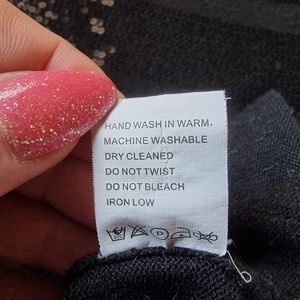 HAND WASH IN WARM,
MACHINE WASHABLE
DRY CLEANED
DO NOT TWIST
DO NOT BLEACH
IRON LOW